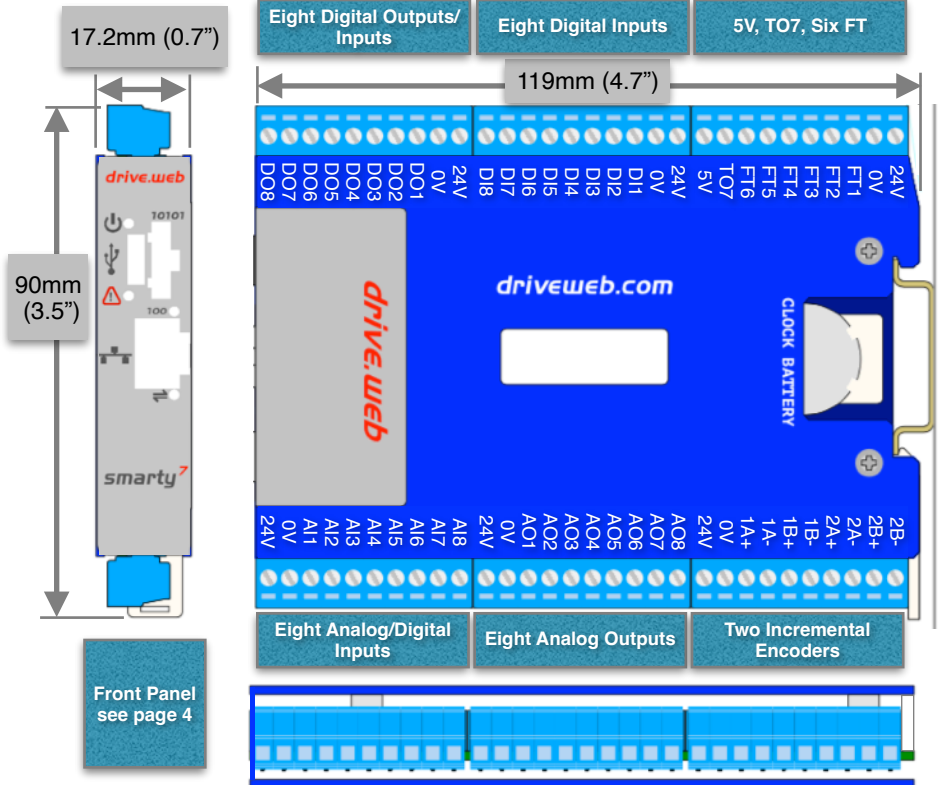 17.2mm (0.7”)
Eight Digital Outputs/
Inputs
Eight Digital Inputs
5V, TO7, Six FT
119mm (4.7”)
DO8
DO7
DO6
DO5
DO4
DO3
DO2
DO1
0V
24V
DI8
DI7
DI6
DI5
DI4
DI3
DI2
DI1
0V
24V
5V
TO7
FT6
FT5
FT4
FT3
FT2
FT1
0V
24V
drive.web
10101
100
smarty7
90mm
(3.5”)
drive.web
driveweb.com
CLOCK BATTERY
24V
0V
AI1
AI2
AI3
AI4
AI5
AI6
AI7
AI8
24V
0V
AO1
AO2
AO3
AO4
AO5
AO6
AO7
AO8
24V
0V
1A+
1A-
1B+
1B-
2A+
2A-
2B+
2B-
Eight Analog/Digital
Inputs
Eight Analog Outputs
Two Incremental
Encoders
Front Panel
see page 4